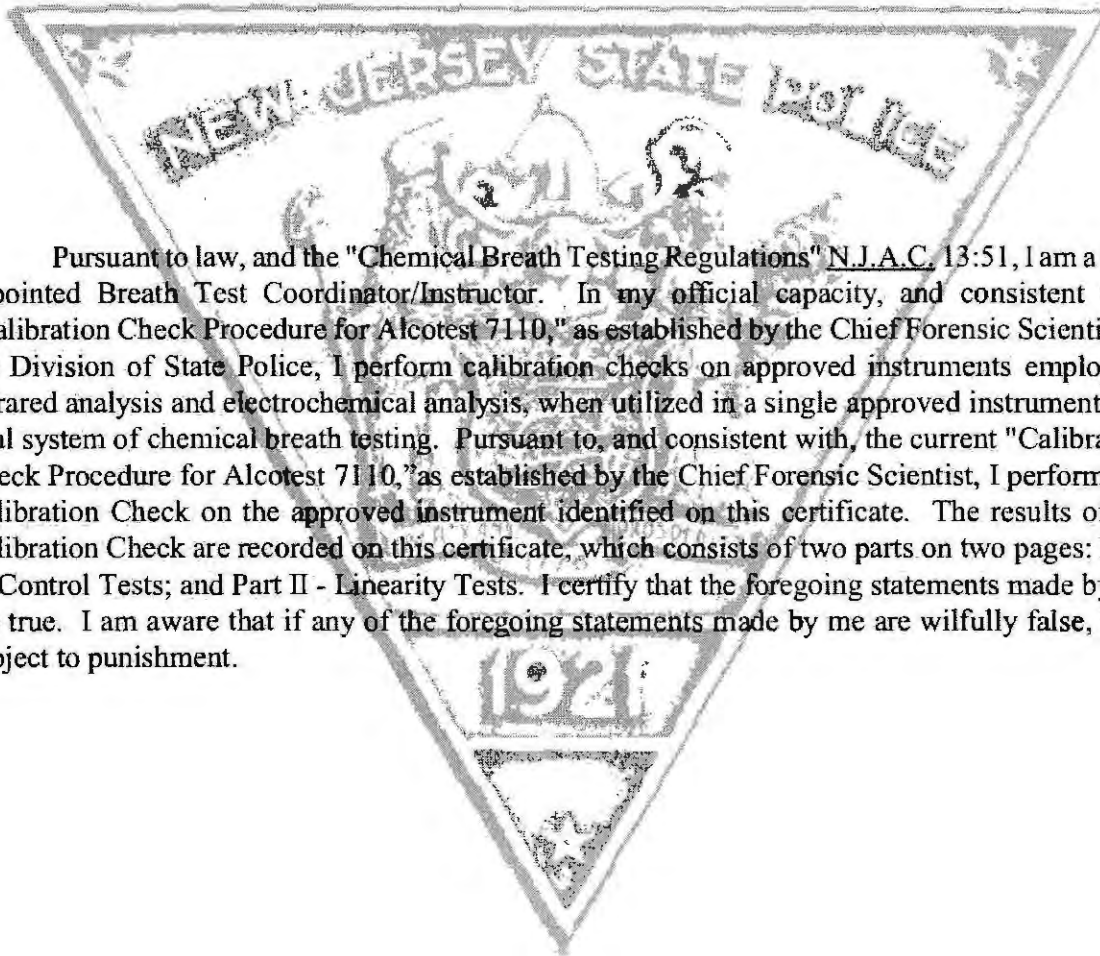 NEW JERSEY STATE POLICE
Pursuant to law, and the "Chemical Breath Testing Regulations" N.J.A.C. 13:51, I am a
pointed Breath Test Coordinator/Instructor. In my official capacity, and consistent
alibration Check Procedure for Alcotest 7110," as established by the Chief Forensic Scienti
Division of State Police, I perform calibration checks on approved instruments emplo
rared analysis and electrochemical analysis, when utilized in a single approved instrument
al system of chemical breath testing. Pursuant to, and consistent with, the current "Calibra
eck Procedure for Alcotest 7110," as established by the Chief Forensic Scientist, I perform
libration Check on the approved instrument identified on this certificate. The results o
libration Check are recorded on this certificate, which consists of two parts on two pages:
Control Tests; and Part II - Linearity Tests. I certify that the foregoing statements made by
true. I am aware that if any of the foregoing statements made by me are wilfully false,
bject to punishment.
1921